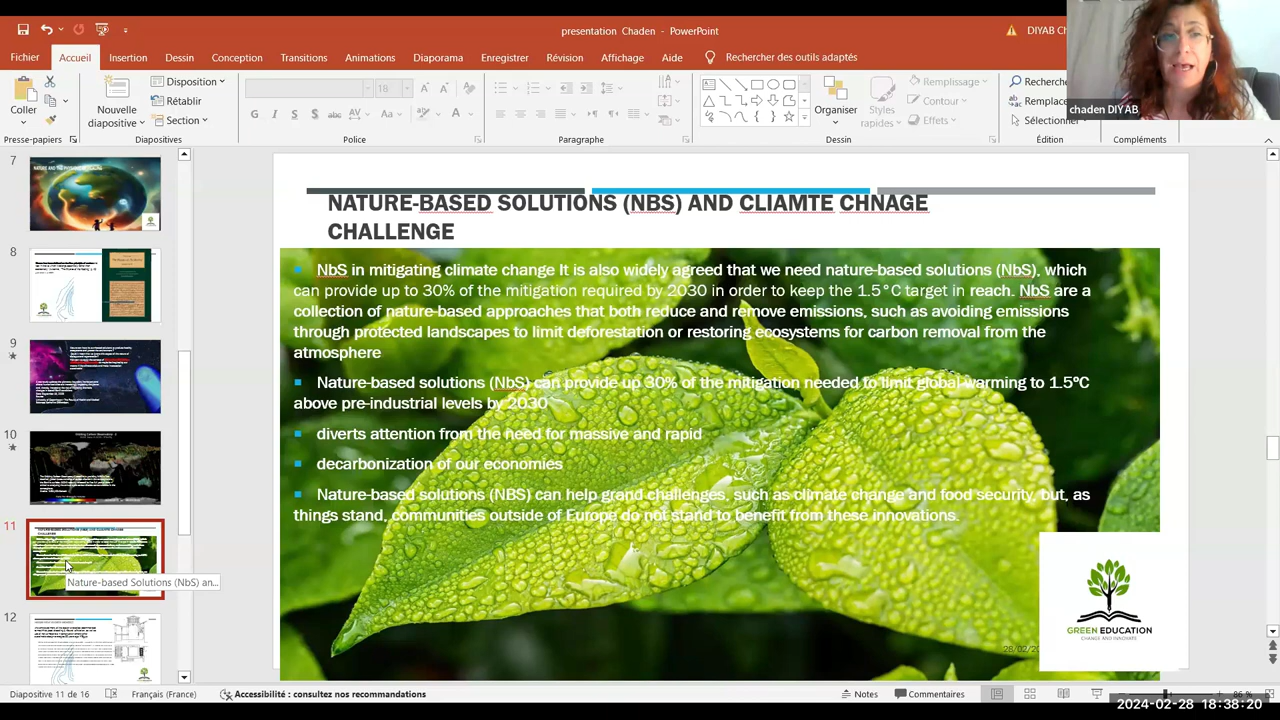 presentation Chaden - PowerPoint
DIYAB Ch
Fichier
Accueil
Insertion
Dessin
Conception
Transitions
Animations
Diaporama
Enregistrer
Révision
Affichage
Aide
Rechercher des outils adaptés
Coller
Nouvelle
diapositive
Disposition
Rétablir
Section
18
Organiser
Styles
rapides
Remplissage
Contour
Effets
Recherche
Remplace
Sélectionner
chaden DIYAB
Presse-papiers
Diapositives
Police
Paragraphe
Dessin
Édition
Compléments
7
8
9
10
11
12
Nature-based Solutions (NbS) an...
NATURE-BASED SOLUTIONS (NBS) AND CLIAMTE CHNAGE
CHALLENGE
NbS in mitigating climate change It is also widely agreed that we need nature-based solutions (NbS), which
can provide up to 30% of the mitigation required by 2030 in order to keep the 1.5°C target in reach. NbS are a
collection of nature-based approaches that both reduce and remove emissions, such as avoiding emissions
through protected landscapes to limit deforestation or restoring ecosystems for carbon removal from the
atmosphere
Nature-based solutions (NbS) can provide up 30% of the mitigation needed to limit global warming to 1.5ºC
above pre-industrial levels by 2030
diverts attention from the need for massive and rapid
decarbonization of our economies
Nature-based solutions (NBS) can help grand challenges, such as climate change and food security, but, as
things stand, communities outside of Europe do not stand to benefit from these innovations.
GREEN EDUCATION
CHANGE AND INNOVATE
28/02/20
Diapositive 11 de 16
Français (France)
Accessibilité : consultez nos recommandations
Notes
Commentaires
86 %
2024-02-28 18:38:20